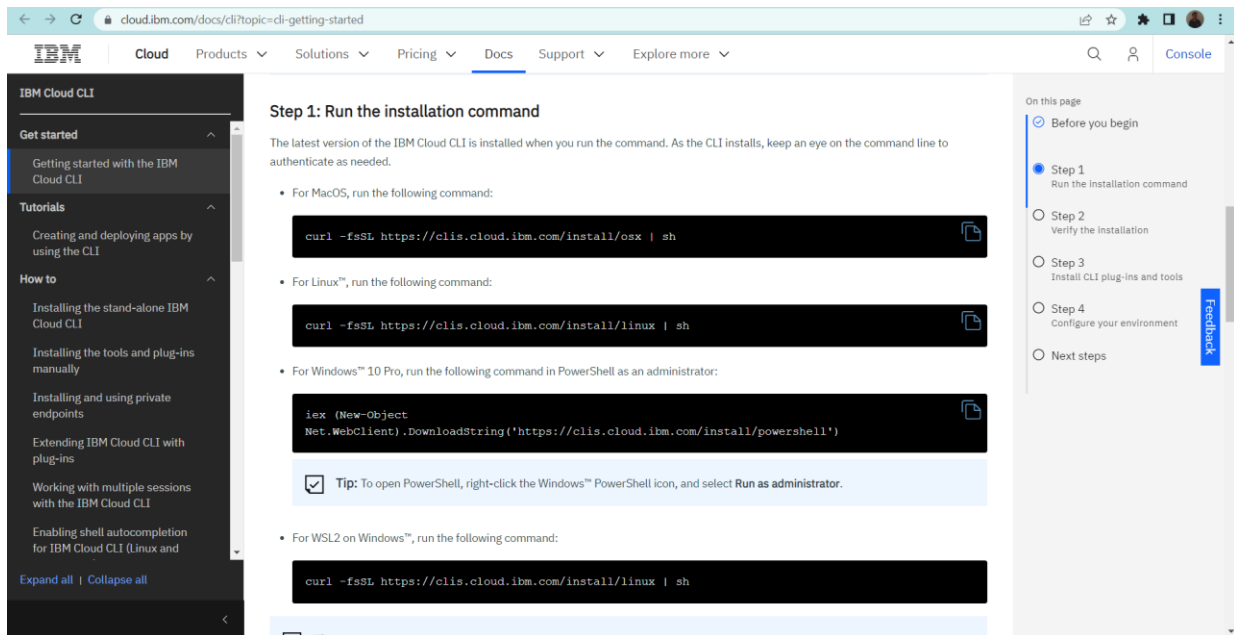 cloud.ibm.com/docs/cli?topic=cli-getting-started
IBM
Cloud
Products
Solutions
Pricing
Docs
Support
Explore more
Console
IBM Cloud CLI
Get started
Getting started with the IBM
Cloud CLI
Tutorials
Creating and deploying apps by
using the CLI
How to
Installing the stand-alone IBM
Cloud CLI
Installing the tools and plug-ins
manually
Installing and using private
endpoints
Extending IBM Cloud CLI with
plug-ins
Working with multiple sessions
with the IBM Cloud CLI
Enabling shell autocompletion
for IBM Cloud CLI (Linux and
Expand all | Collapse all
Step 1: Run the installation command
The latest version of the IBM Cloud CLI is installed when you run the command. As the CLI installs, keep an eye on the command line to
authenticate as needed.
• For MacOS, run the following command:
curl -fsSL https://clis.cloud.ibm.com/install/osx | sh
• For Linux™, run the following command:
curl -fsSL https://clis.cloud.ibm.com/install/linux | sh
• For Windows™ 10 Pro, run the following command in PowerShell as an administrator:
iex (New-Object
Net.WebClient).DownloadString('https://clis.cloud.ibm.com/install/powershell')
Tip: To open PowerShell, right-click the Windows™ PowerShell icon, and select Run as administrator.
• For WSL2 on Windows™, run the following command:
curl -fsSL https://clis.cloud.ibm.com/install/linux | sh
On this page
Before you begin
Step 1
Run the installation command
Step 2
Verify the installation
Step 3
Install CLI plug-ins and tools
Step 4
Configure your environment
Next steps
Feedback